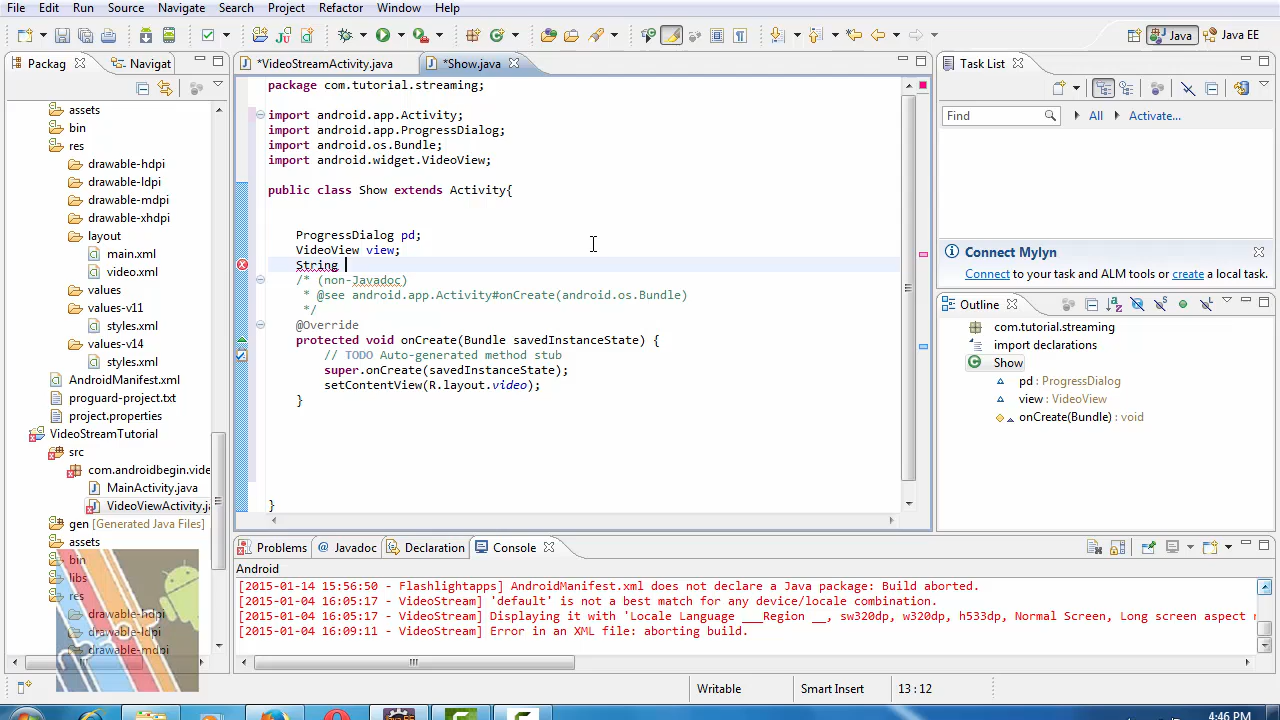 File Edit Run Source Navigate Search Project Refactor Window Help
Java Java EE
Packag Navigat
*VideoStreamActivity.java *Show.java
Task List
assets
bin
res
drawable-hdpi
drawable-ldpi
drawable-mdpi
drawable-xhdpi
layout
main.xml
video.xml
values
values-v11
styles.xml
values-v14
styles.xml
AndroidManifest.xml
proguard-project.txt
project.properties
VideoStreamTutorial
src
com.androidbegin.vide
MainActivity.java
VideoViewActivity.j
gen [Generated Java Files]
assets
bin
libs
res
drawable-hdpi
drawable-ldpi
drawable-mdpi
package com.tutorial.streaming;
import android.app.Activity;
import android.app.ProgressDialog;
import android.os.Bundle;
import android.widget.VideoView;
public class Show extends Activity{
ProgressDialog pd;
VideoView view;
String
/* (non-Javadoc)
* @see android.app.Activity#onCreate(android.os.Bundle)
*/
@Override
protected void onCreate(Bundle savedInstanceState) {
// TODO Auto-generated method stub
super.onCreate(savedInstanceState);
setContentView(R.layout.video);
}
}
Find All Activate...
Connect Mylyn
Connect to your task and ALM tools or create a local task.
Outline
com.tutorial.streaming
import declarations
Show
pd : ProgressDialog
view : VideoView
onCreate(Bundle) : void
Problems Javadoc Declaration Console
Android
[2015-01-14 15:56:50 - Flashlightapps] AndroidManifest.xml does not declare a Java package: Build aborted.
[2015-01-04 16:05:17 - VideoStream] 'default' is not a best match for any device/locale combination.
[2015-01-04 16:05:17 - VideoStream] Displaying it with 'Locale Language ___Region __, sw320dp, w320dp, h533dp, Normal Screen, Long screen aspect r
[2015-01-04 16:09:11 - VideoStream] Error in an XML file: aborting build.
Writable Smart Insert 13 : 12
4:46 PM